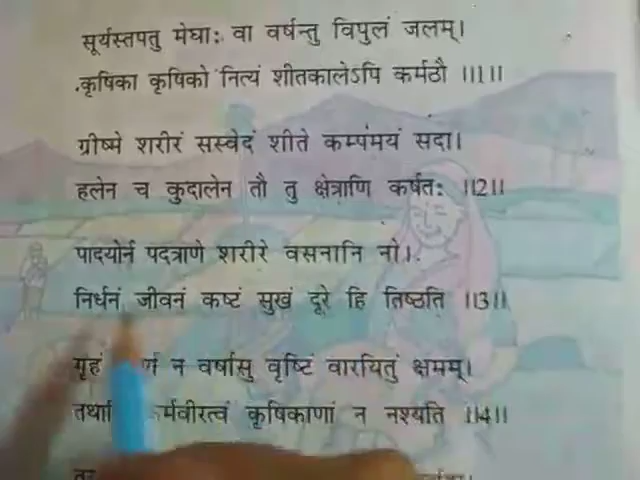 सूर्यस्तपतु मेघाः वा वर्षन्तु विपुलं जलम्।
कृषिका कृषिको नित्यं शीतकालेऽपि कर्मठौ ॥1॥
ग्रीष्मे शरीरं सस्वेदं शीते कम्पमयं सदा।
हलेन च कुदालेन तौ तु क्षेत्राणि कर्षतः ॥2॥
पादयोर्न पदत्राणे शरीरे वसनानि नो।
निर्धनं जीवनं कष्टं सुखं दूरे हि तिष्ठति ॥3॥
गृहं न वर्षासु वृष्टिं वारयितुं क्षमम्।
कृषिकाणां न नश्यति ॥4॥